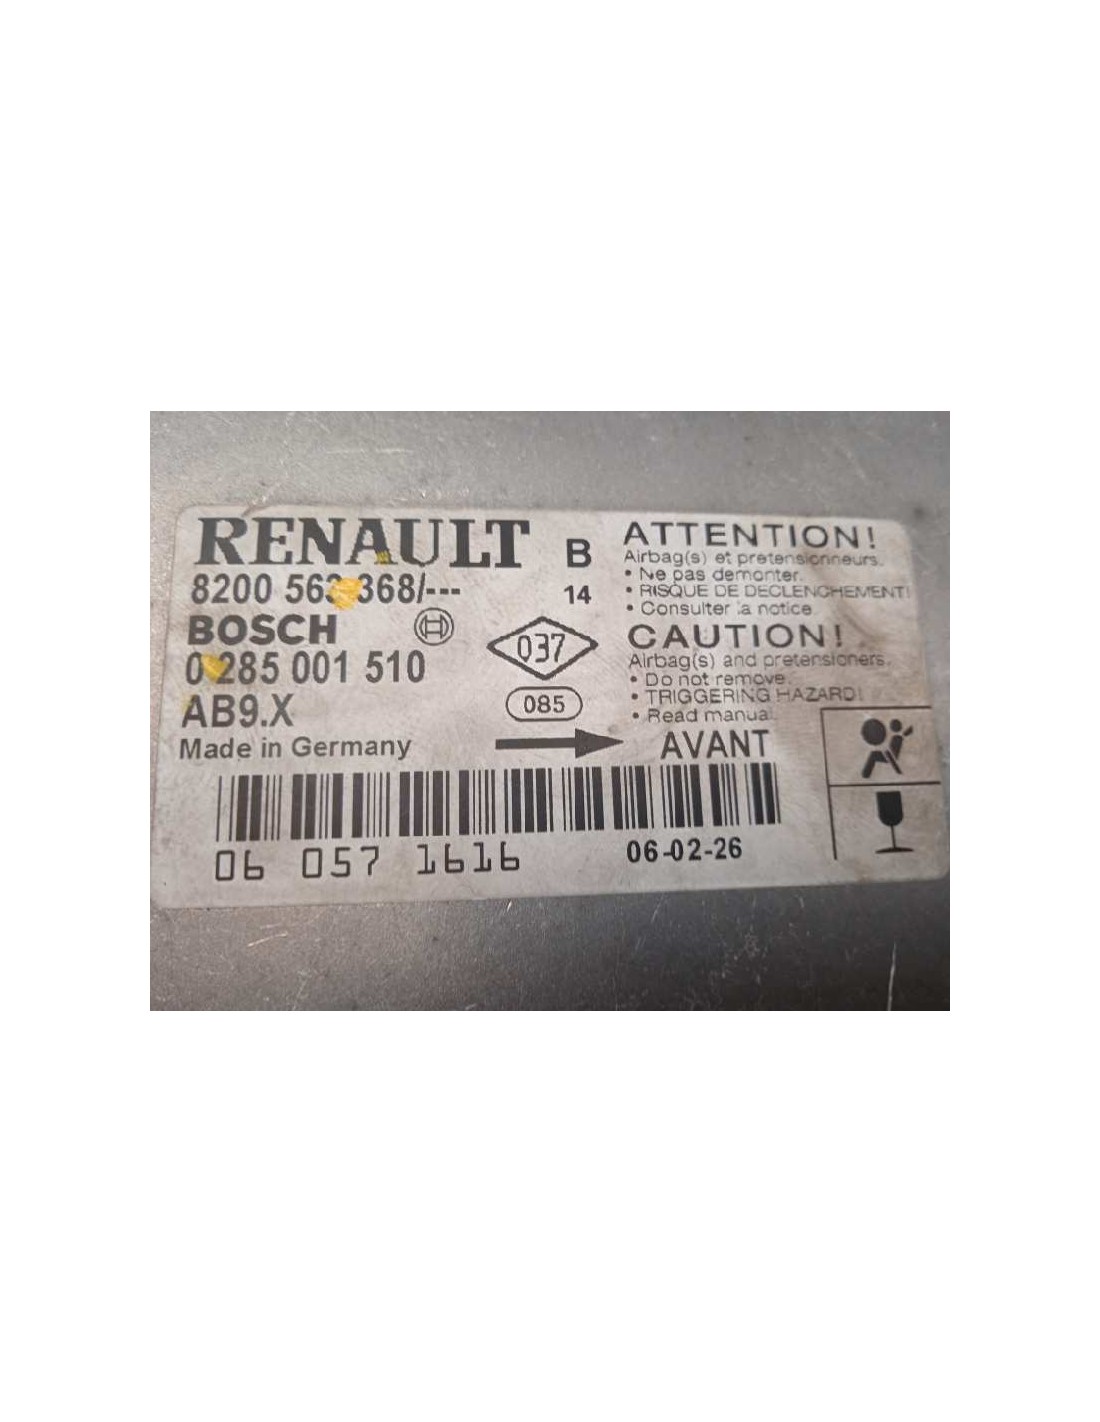 RENAULT
B
8200 563 368/---
14
BOSCH
0 285 001 510
037
AB9.X
085
Made in Germany
ATTENTION!
Airbag(s) et pretensionneurs.
• Ne pas demonter.
• RISQUE DE DECLENCHEMENT!
• Consulter la notice.
CAUTION!
Airbag(s) and pretensioners.
• Do not remove.
• TRIGGERING HAZARD!
• Read manual.
AVANT
06 057 1616
06-02-26